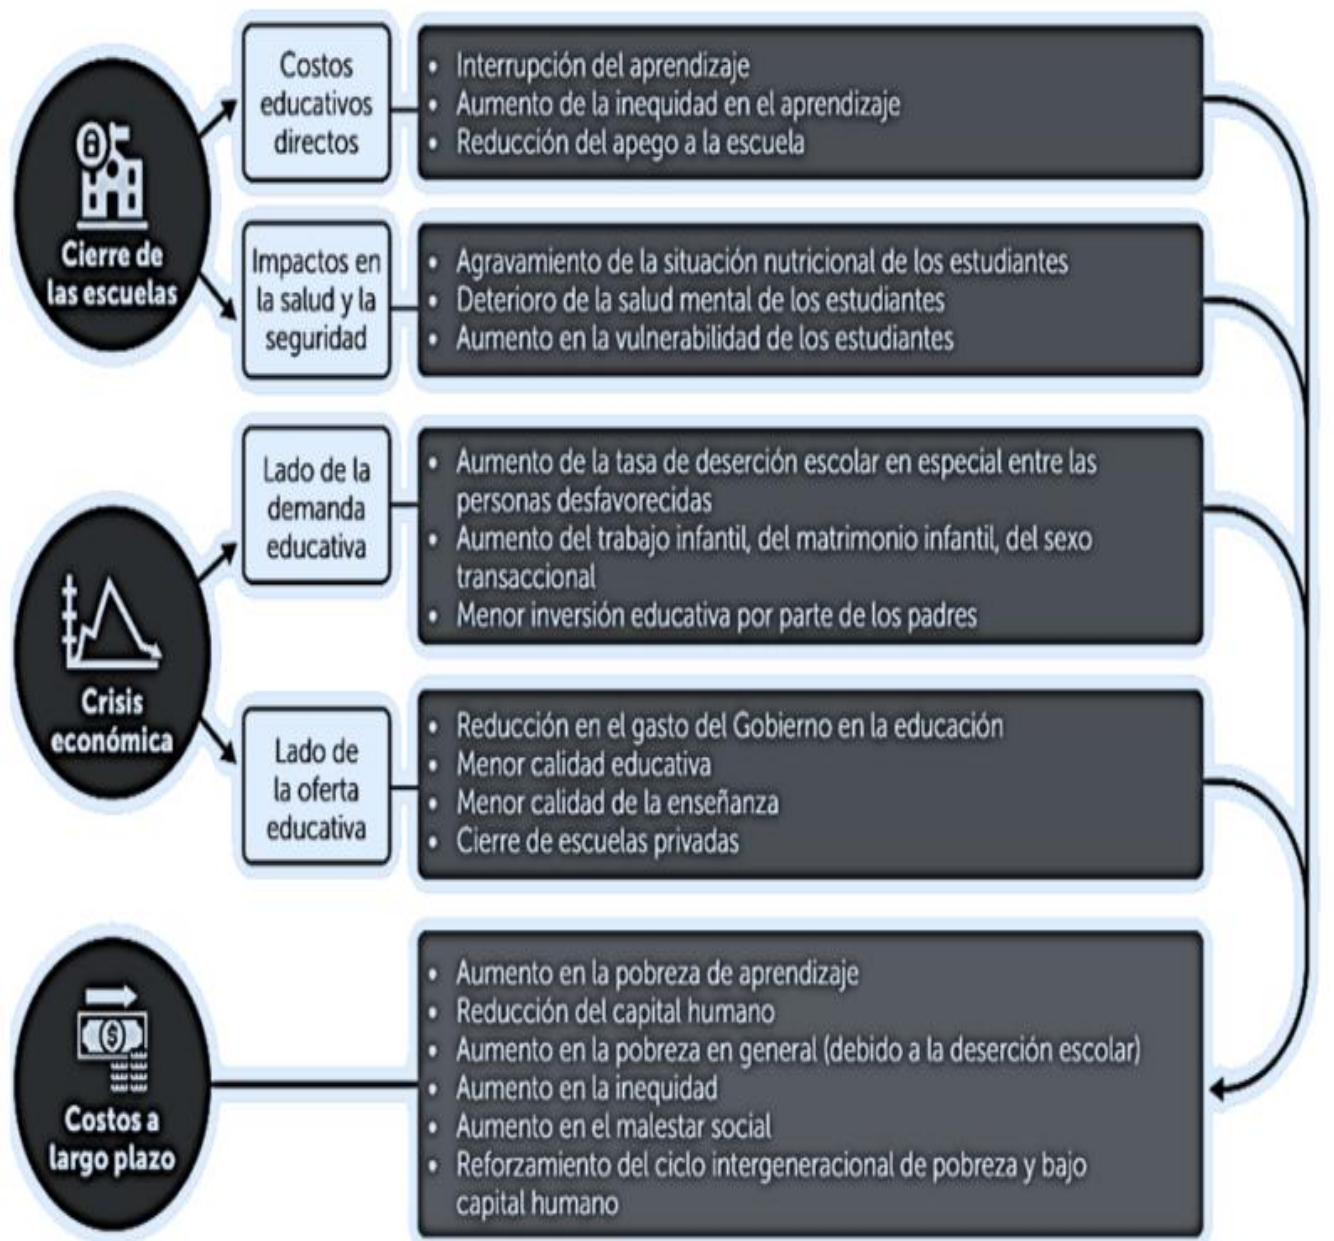 Cierre de
las escuelas
Costos
educativos
directos
• Interrupción del aprendizaje
• Aumento de la inequidad en el aprendizaje
• Reducción del apego a la escuela
Impactos en
la salud y la
seguridad
• Agravamiento de la situación nutricional de los estudiantes
• Deterioro de la salud mental de los estudiantes
• Aumento en la vulnerabilidad de los estudiantes
Crisis
económica
Lado de la
demanda
educativa
• Aumento de la tasa de deserción escolar en especial entre las
personas desfavorecidas
• Aumento del trabajo infantil, del matrimonio infantil, del sexo
transaccional
• Menor inversión educativa por parte de los padres
Lado de
la oferta
educativa
• Reducción en el gasto del Gobierno en la educación
• Menor calidad educativa
• Menor calidad de la enseñanza
• Cierre de escuelas privadas
$
Costos a
largo plazo
• Aumento en la pobreza de aprendizaje
• Reducción del capital humano
• Aumento en la pobreza en general (debido a la deserción escolar)
• Aumento en la inequidad
• Aumento en el malestar social
• Reforzamiento del ciclo intergeneracional de pobreza y bajo
capital humano